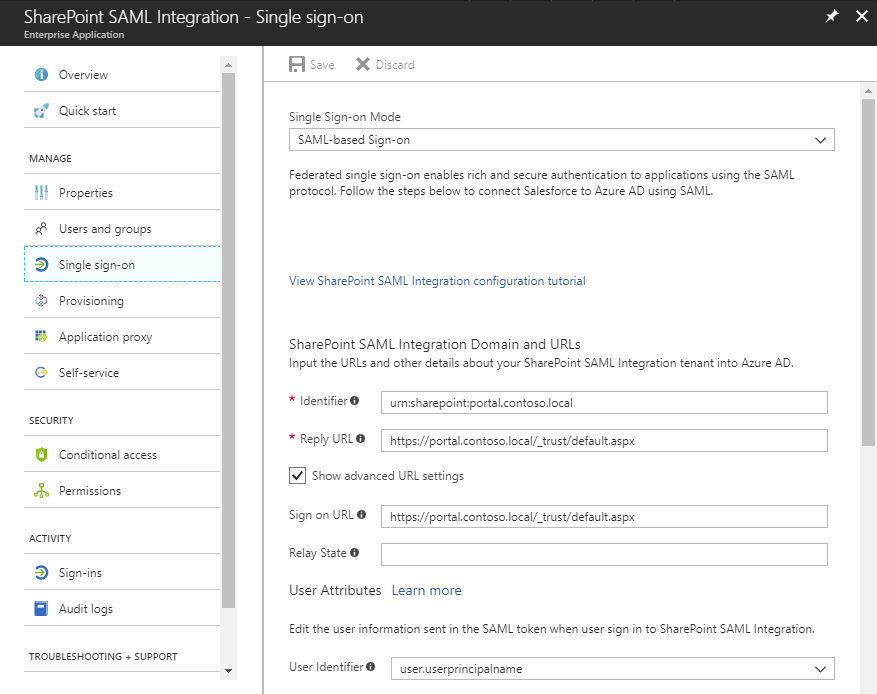 SharePoint SAML Integration - Single sign-on
Enterprise Application
Overview
Quick start
MANAGE
Properties
Users and groups
Single sign-on
Provisioning
Application proxy
Self-service
SECURITY
Conditional access
Permissions
ACTIVITY
Sign-ins
Audit logs
TROUBLESHOOTING + SUPPORT
Save Discard
Single Sign-on Mode
SAML-based Sign-on
Federated single sign-on enables rich and secure authentication to applications using the SAML
protocol. Follow the steps below to connect Salesforce to Azure AD using SAML.
View SharePoint SAML Integration configuration tutorial
SharePoint SAML Integration Domain and URLs
Input the URLs and other details about your SharePoint SAML Integration tenant into Azure AD.
* Identifier urn:sharepoint:portal.contoso.local
* Reply URL https://portal.contoso.local/_trust/default.aspx
Show advanced URL settings
Sign on URL https://portal.contoso.local/_trust/default.aspx
Relay State
User Attributes Learn more
Edit the user information sent in the SAML token when user sign in to SharePoint SAML Integration.
User Identifier user.userprincipalname